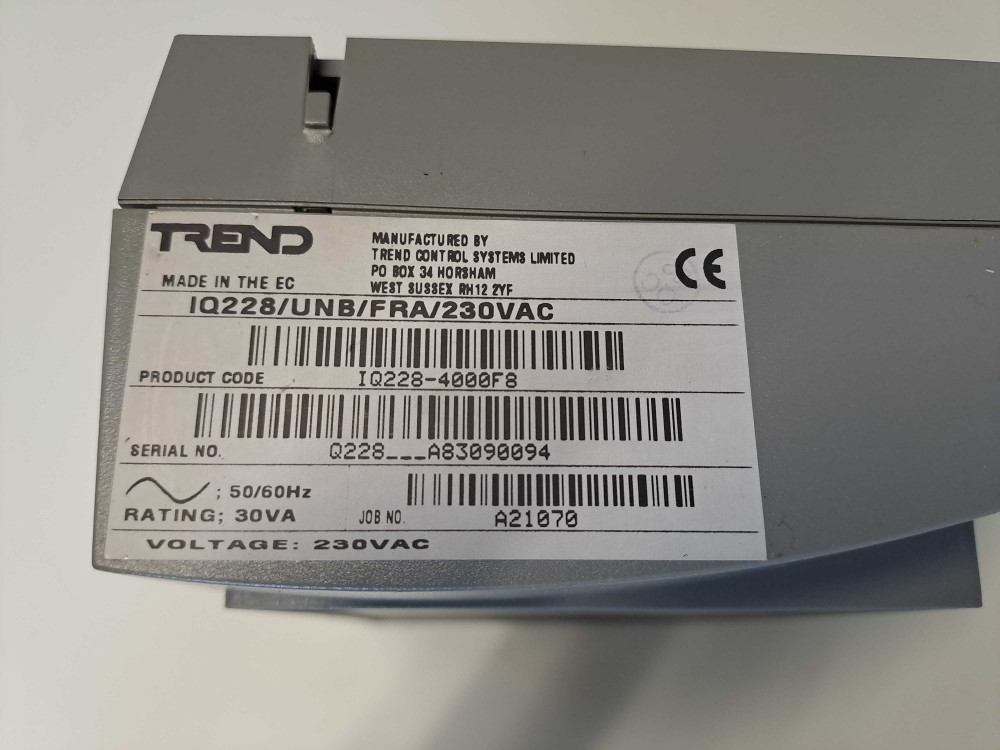 TREND
MANUFACTURED BY
TREND CONTROL SYSTEMS LIMITED
PO BOX 34 HORSHAM
WEST SUSSEX RH12 2YF
MADE IN THE EC
CE
IQ228/UNB/FRA/230VAC
PRODUCT CODE IQ228-4000F8
SERIAL NO. Q228___A83090094
; 50/60Hz
RATING; 30VA
JOB NO. A21070
VOLTAGE: 230VAC